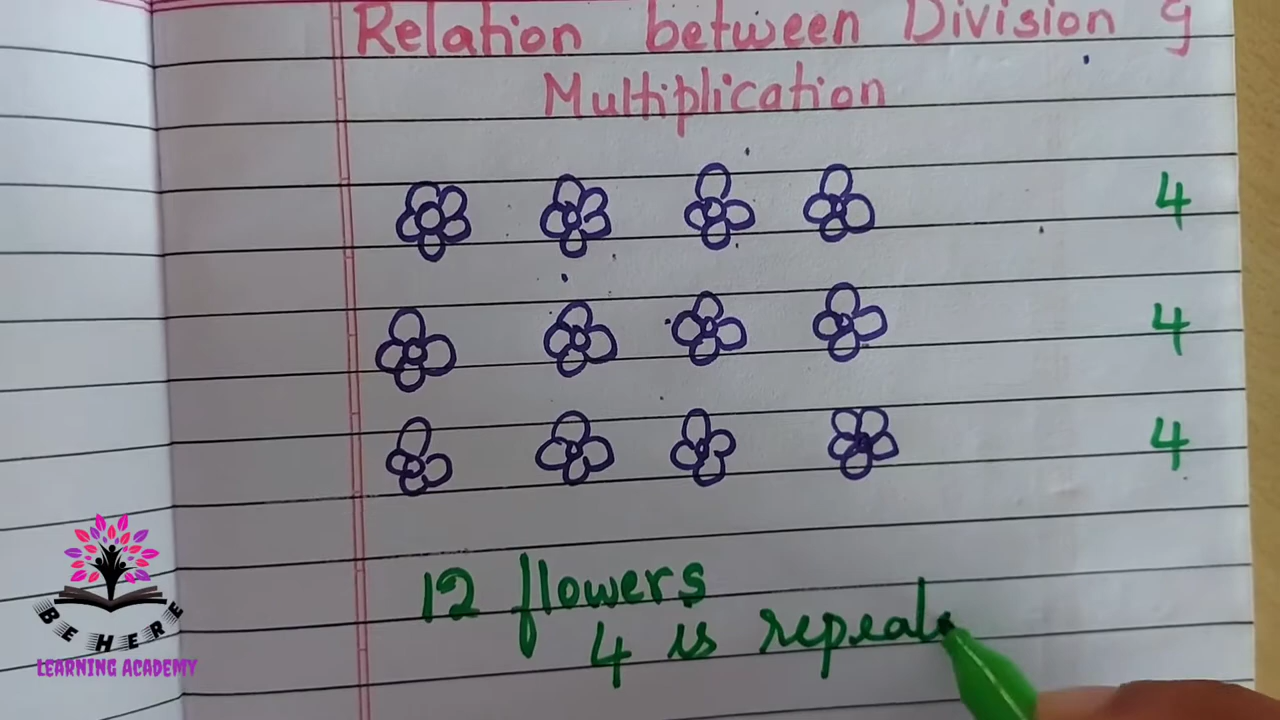 Relation between Division &
Multiplication
4
4
4
12 flowers
4 is repeat
BE HERE
LEARNING ACADEMY